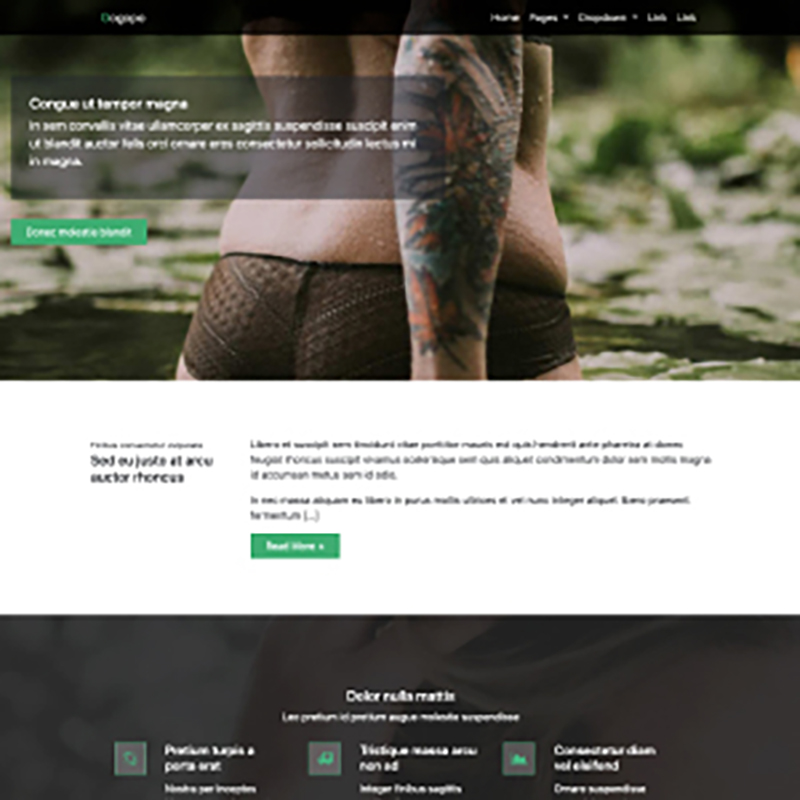 Home Pages Dropdown Link Link
Congue ut tempor magna
In sem convallis vitae ullamcorper ex sagittis suspendisse suscipit enim
ut blandit auctor felis orci ornare eros consectetur sollicitudin lectus mi
in magna.
Donec molestie blandit
Finibus consectetur vulputate
Sed eu justo at arcu
auctor rhoncus
Libero et suscipit sem tincidunt vitae porttitor mauris est quis hendrerit ante pharetra at donec
feugiat rhoncus suscipit vivamus scelerisque sem quis aliquet condimentum dolor sem mollis magna
id accumsan metus sem id odio.
In nec massa aliquam eu libero in purus mollis ultrices et vel nunc integer aliquet libero praesent
fermentum [...]
Read More »
Dolor nulla mattis
Leo pretium id pretium augue molestie suspendisse
Pretium turpis a
porta erat
Nostra per inceptos
Tristique massa arcu
non ad
Integer finibus sagittis
Consectetur diam
vel eleifend
Ornare suspendisse